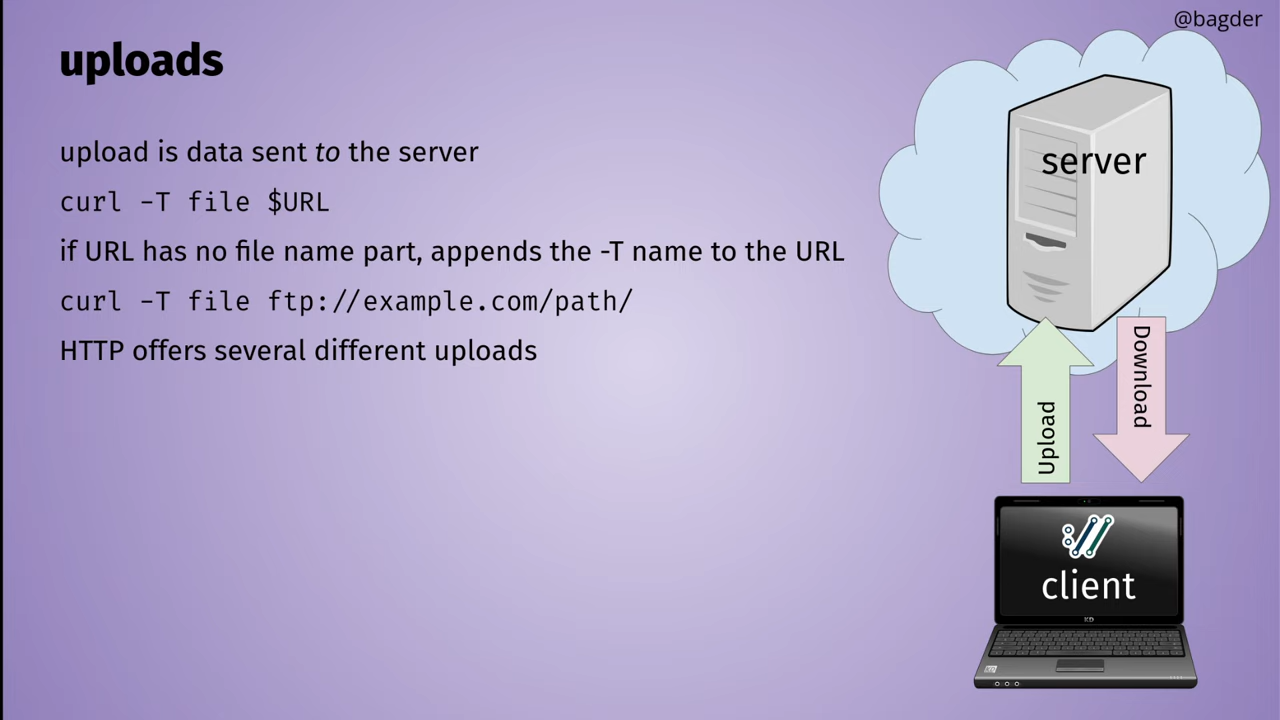 @bagder
uploads
upload is data sent to the server
curl -T file $URL
if URL has no file name part, appends the -T name to the URL
curl -T file ftp://example.com/path/
HTTP offers several different uploads
server
Upload
Download
client
KD